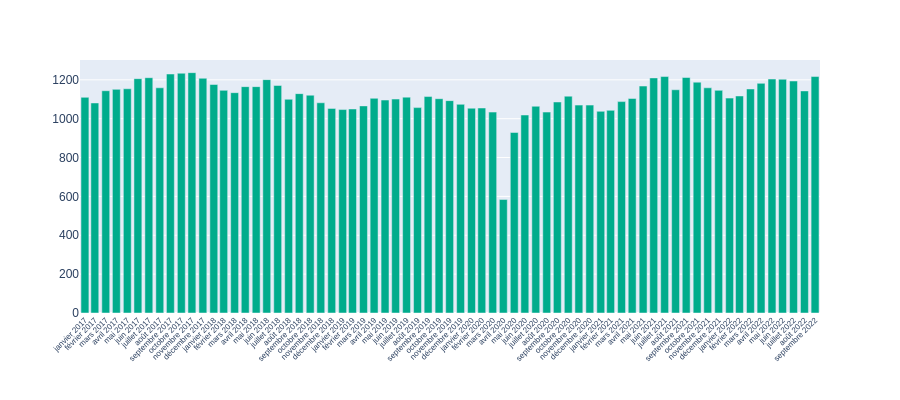 1200
1000
800
600
400
200
0
janvier 2017
février 2017
mars 2017
avril 2017
mai 2017
juin 2017
juillet 2017
août 2017
septembre 2017
octobre 2017
novembre 2017
décembre 2017
janvier 2018
février 2018
mars 2018
avril 2018
mai 2018
juin 2018
juillet 2018
août 2018
septembre 2018
octobre 2018
novembre 2018
décembre 2018
janvier 2019
février 2019
mars 2019
avril 2019
mai 2019
juin 2019
juillet 2019
août 2019
septembre 2019
octobre 2019
novembre 2019
décembre 2019
janvier 2020
février 2020
mars 2020
avril 2020
mai 2020
juin 2020
juillet 2020
août 2020
septembre 2020
octobre 2020
novembre 2020
décembre 2020
janvier 2021
février 2021
mars 2021
avril 2021
mai 2021
juin 2021
juillet 2021
août 2021
septembre 2021
octobre 2021
novembre 2021
décembre 2021
janvier 2022
février 2022
mars 2022
avril 2022
mai 2022
juin 2022
juillet 2022
août 2022
septembre 2022